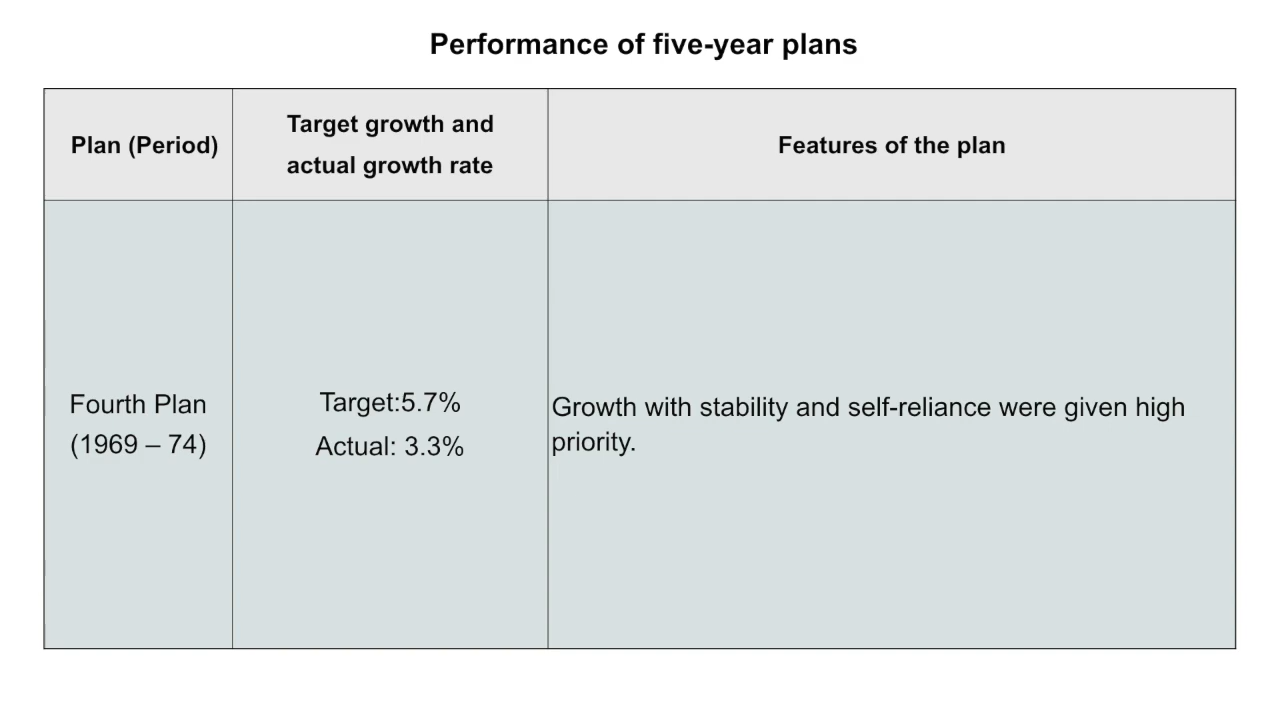 Performance of five-year plans
Plan (Period)
Target growth and
actual growth rate
Features of the plan
Fourth Plan
(1969 – 74)
Target:5.7%
Actual: 3.3%
Growth with stability and self-reliance were given high
priority.